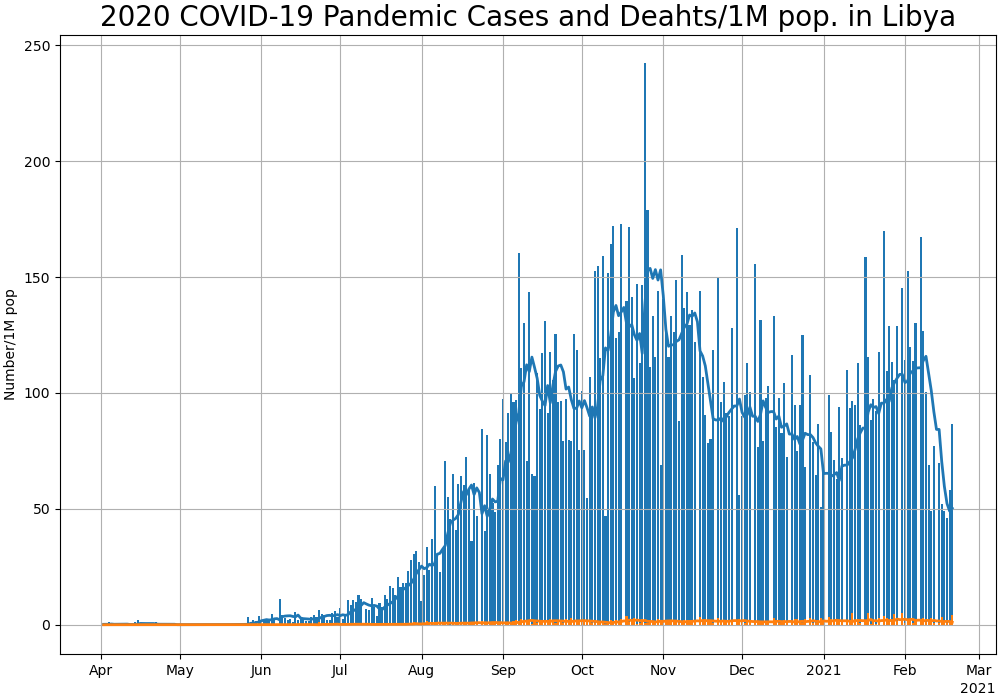 2020 COVID-19 Pandemic Cases and Deahts/1M pop. in Libya
250
200
150
100
50
0
Number/1M pop
Apr May Jun Jul Aug Sep Oct Nov Dec 2021 Feb Mar
2021